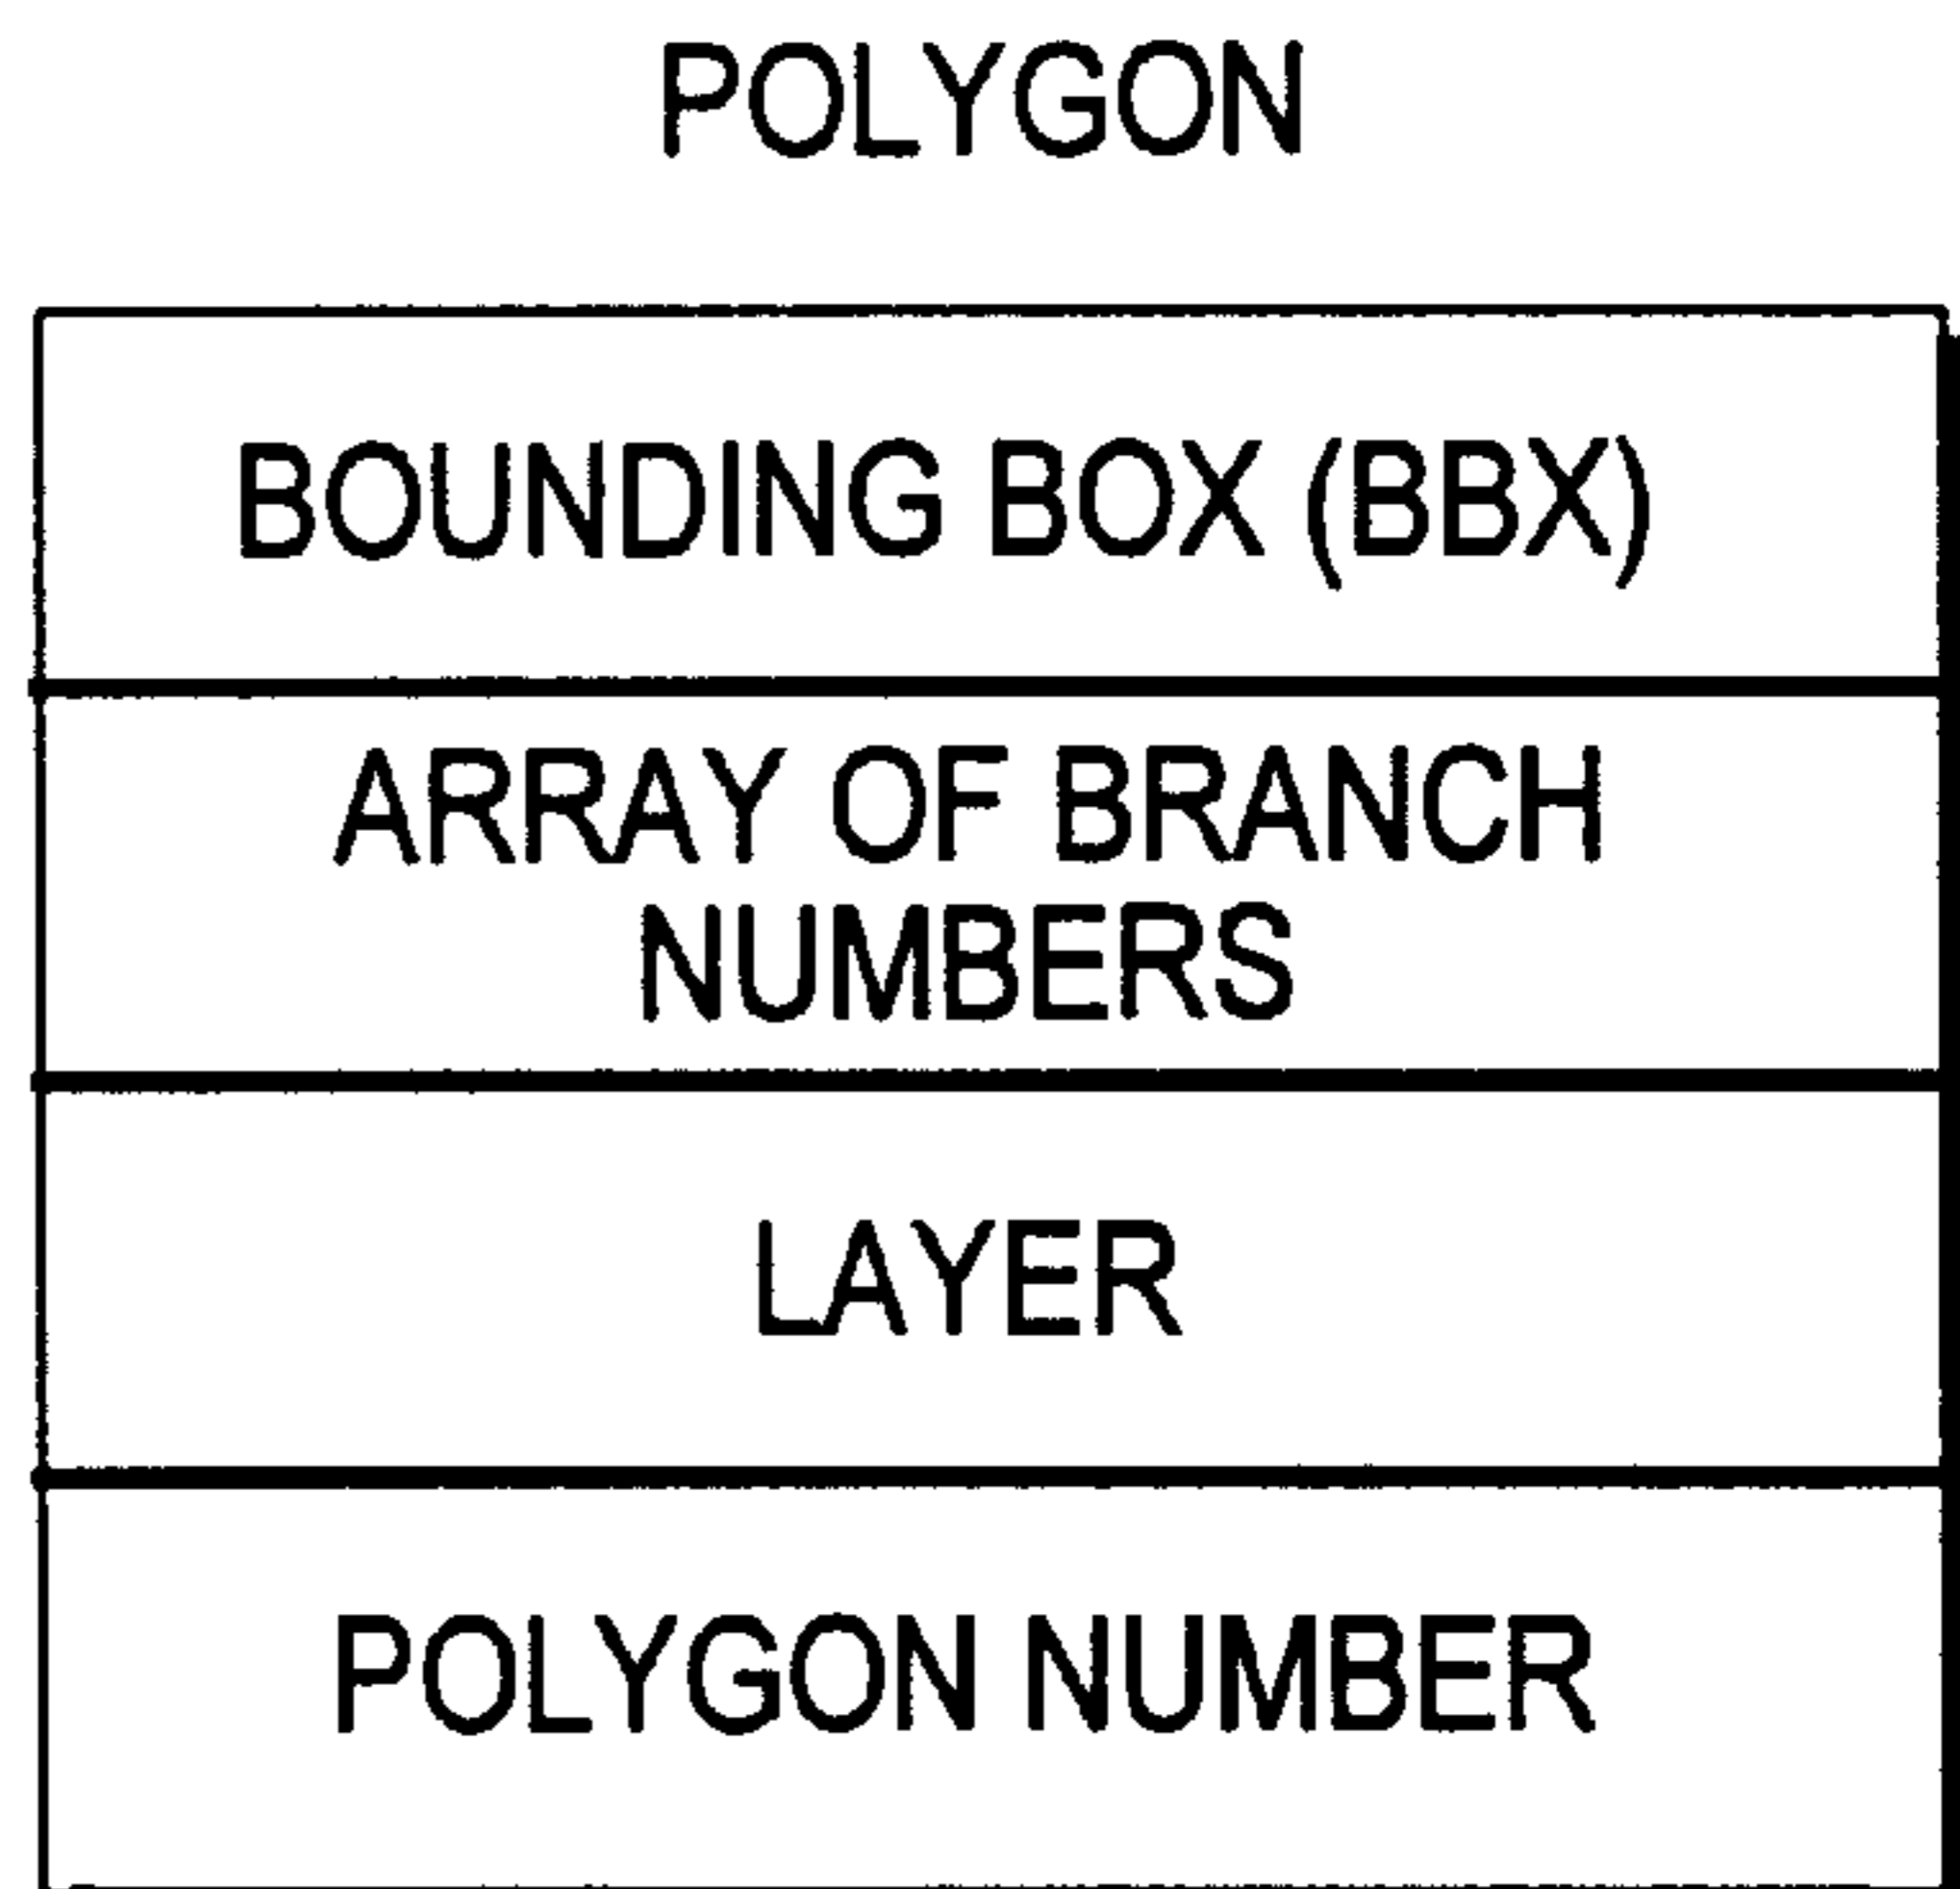 POLYGON
BOUNDING BOX (BBX)
ARRAY OF BRANCH
NUMBERS
LAYER
POLYGON NUMBER